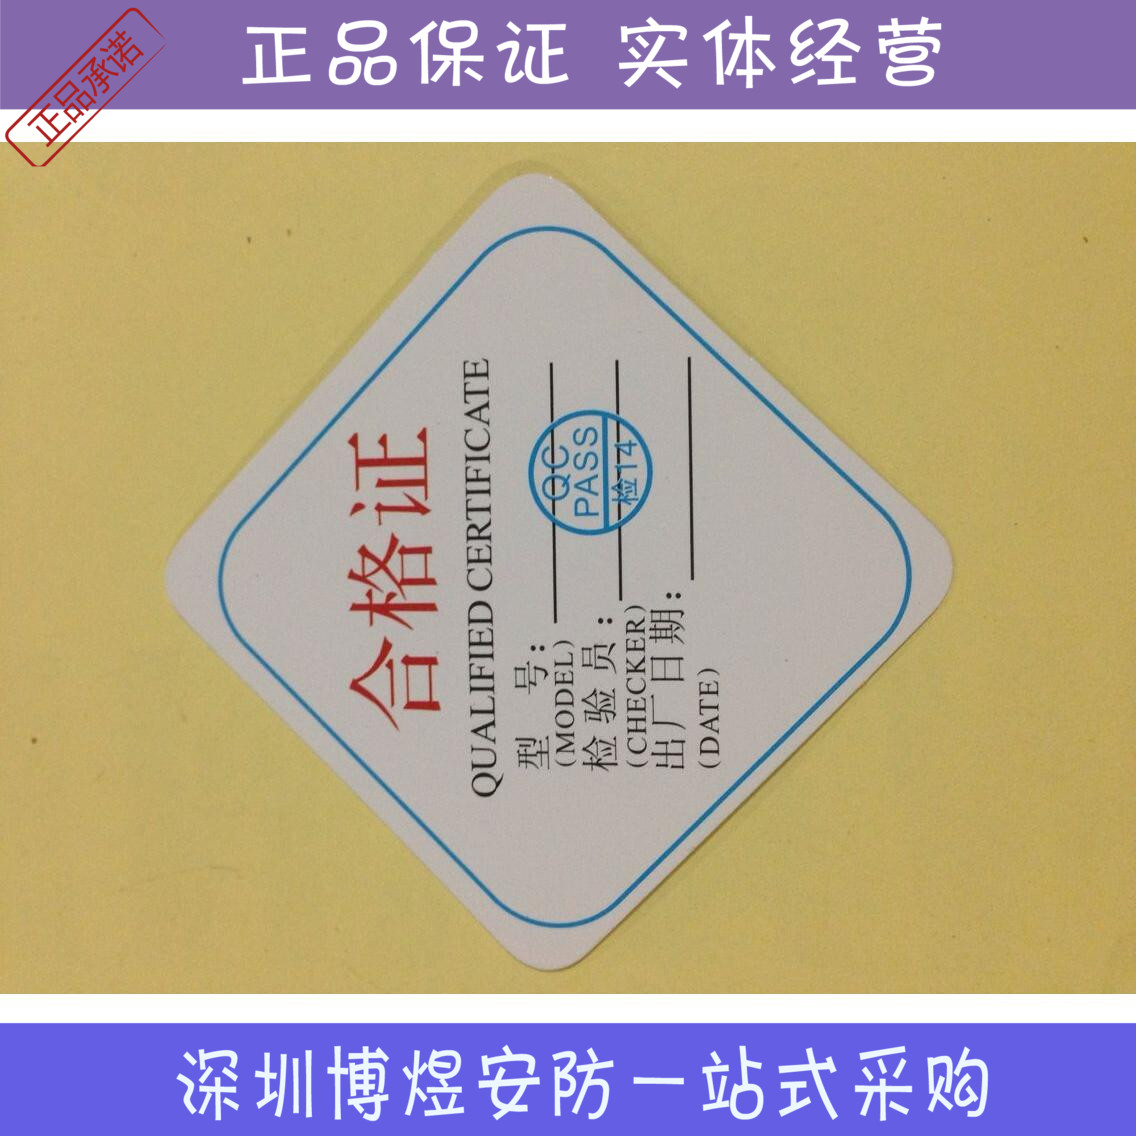 正品保证 实体经营
正品承诺
合格证
QUALIFIED CERTIFICATE
型 号:
(MODEL)
检验员:
(CHECKER)
出厂日期:
(DATE)
QC
PASS
检14
深圳博煜安防一站式采购